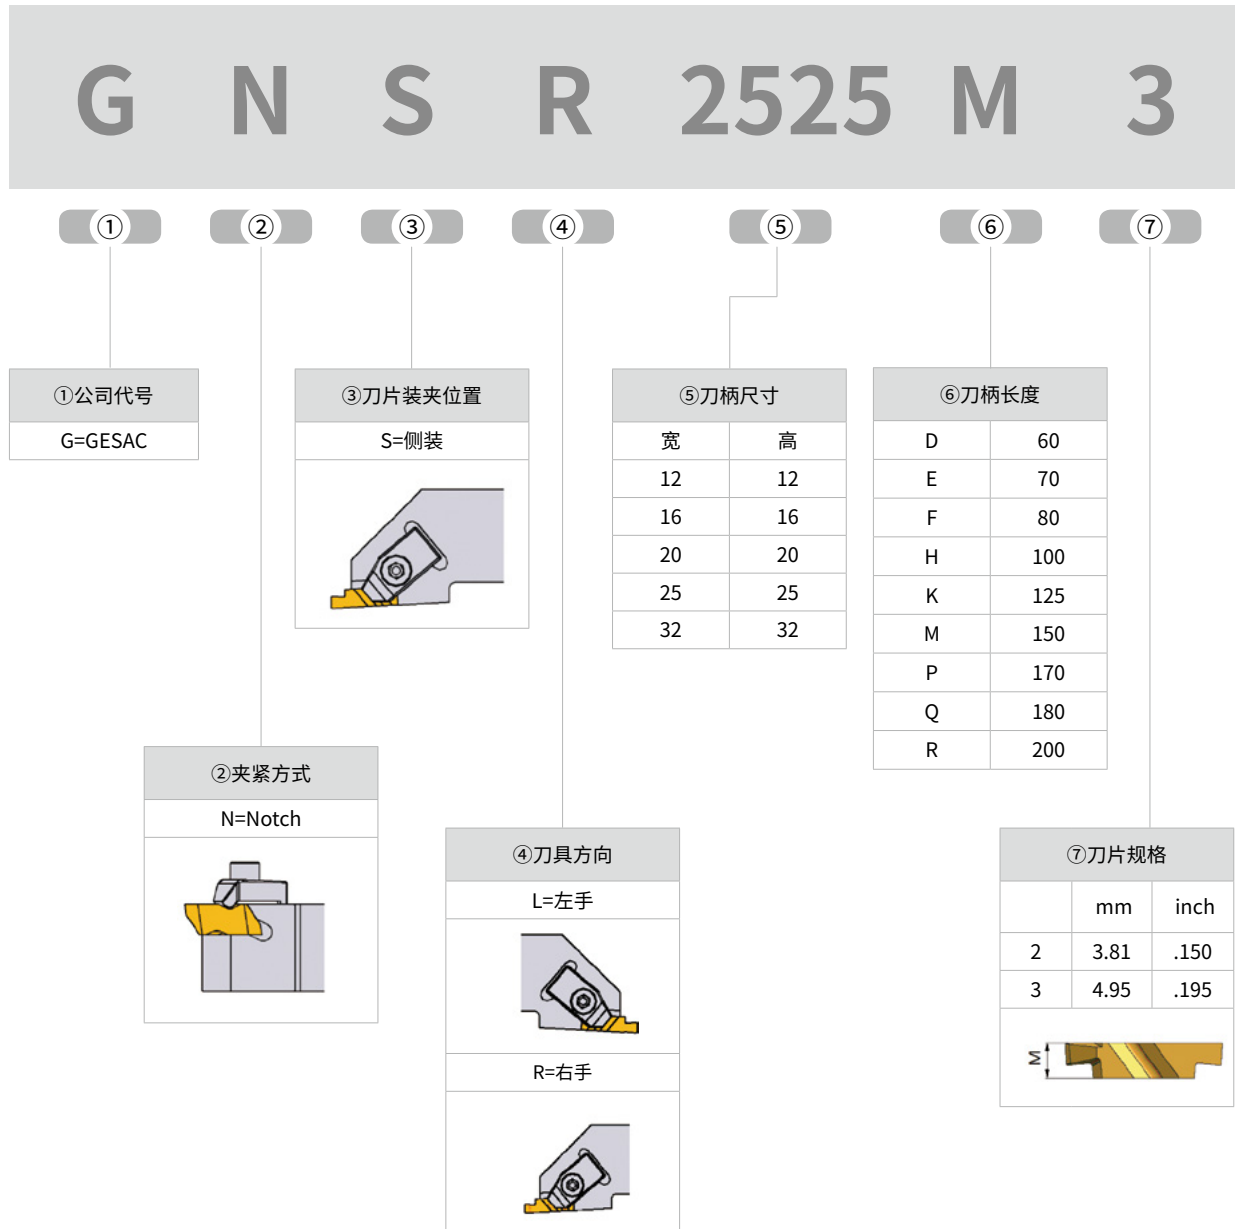 G N S R 2525 M 3
① ② ③ ④ ⑤ ⑥ ⑦
①公司代号
G=GESAC
③刀片装夹位置
S=侧装
⑤刀柄尺寸
宽 高
12 12
16 16
20 20
25 25
32 32
⑥刀柄长度
D 60
E 70
F 80
H 100
K 125
M 150
P 170
Q 180
R 200
②夹紧方式
N=Notch
④刀具方向
L=左手
R=右手
⑦刀片规格
mm inch
2 3.81 .150
3 4.95 .195
M